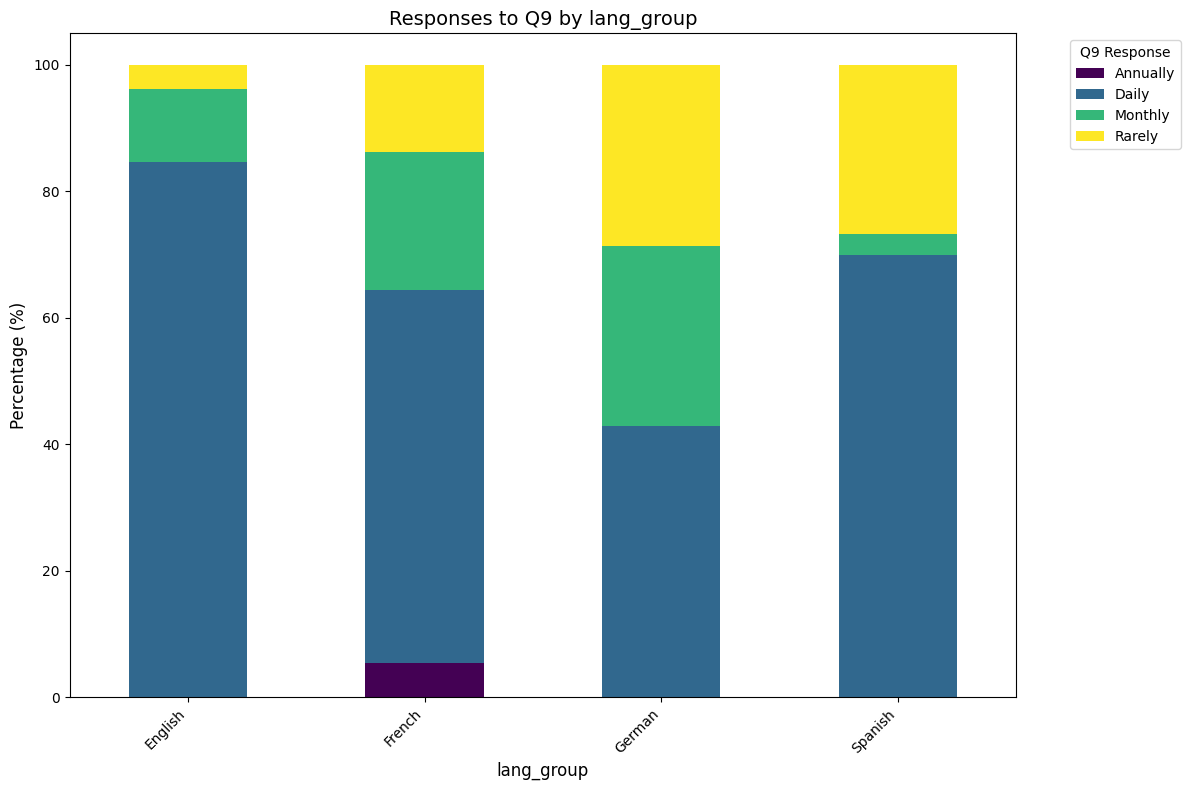 Responses to Q9 by lang_group
Q9 Response
Annually
Daily
Monthly
Rarely
Percentage (%)
100
80
60
40
20
0
English
French
German
Spanish
lang_group